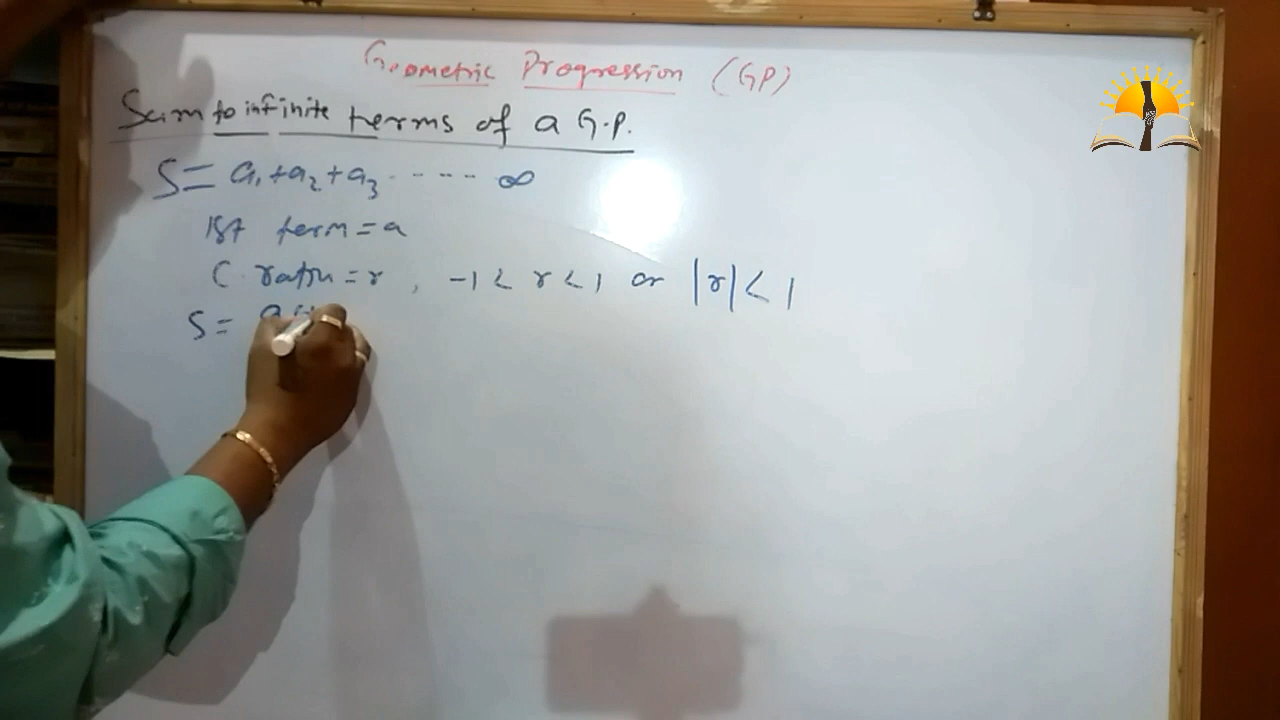 Geometric Progression (GP)
Sum to infinite terms of a G.P.
S = a₁+a₂+a₃ ...... ∞
1st term = a
C. ratio = r , -1 < r < 1 or |r| < 1
S = a